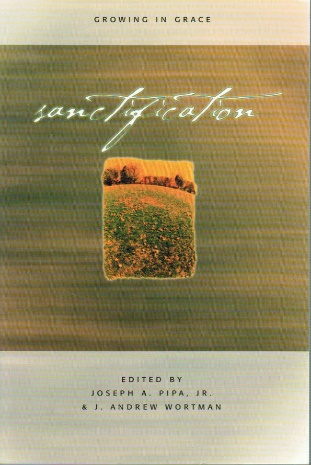 GROWING IN GRACE
sanctification
EDITED BY
JOSEPH A. PIPA, JR.
& J. ANDREW WORTMAN